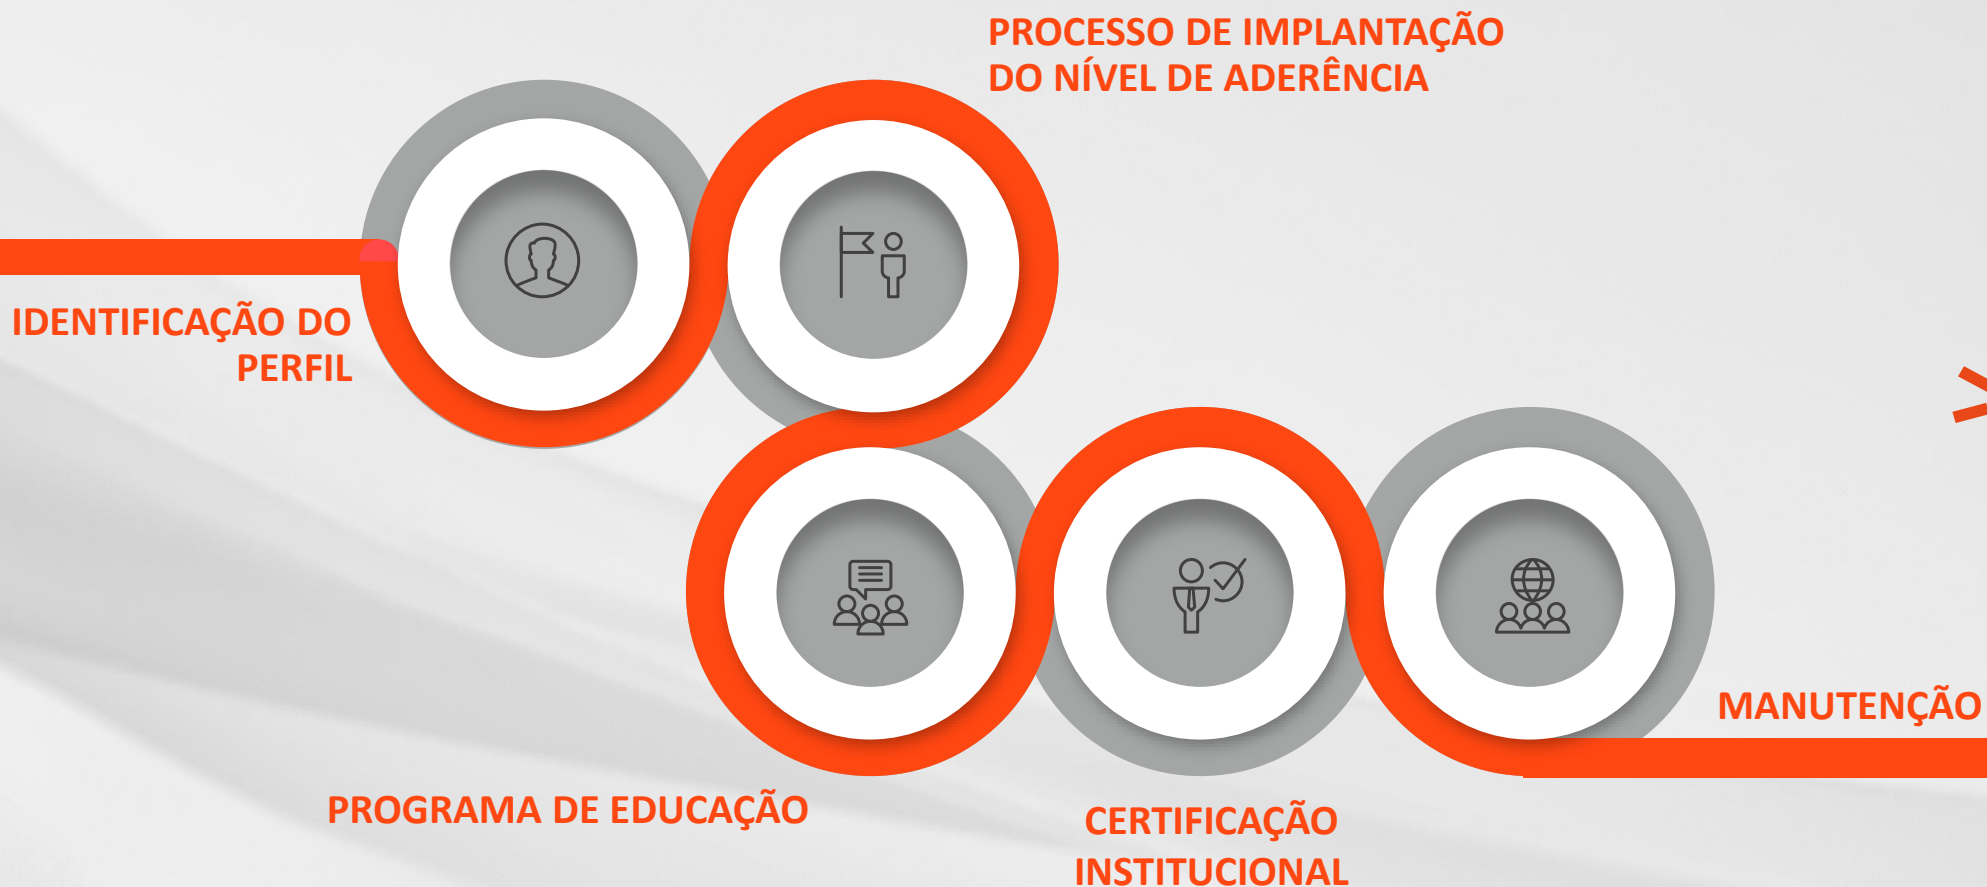 PROCESSO DE IMPLANTAÇÃO
DO NÍVEL DE ADERÊNCIA
IDENTIFICAÇÃO DO
PERFIL
MANUTENÇÃO
PROGRAMA DE EDUCAÇÃO
CERTIFICAÇÃO
INSTITUCIONAL